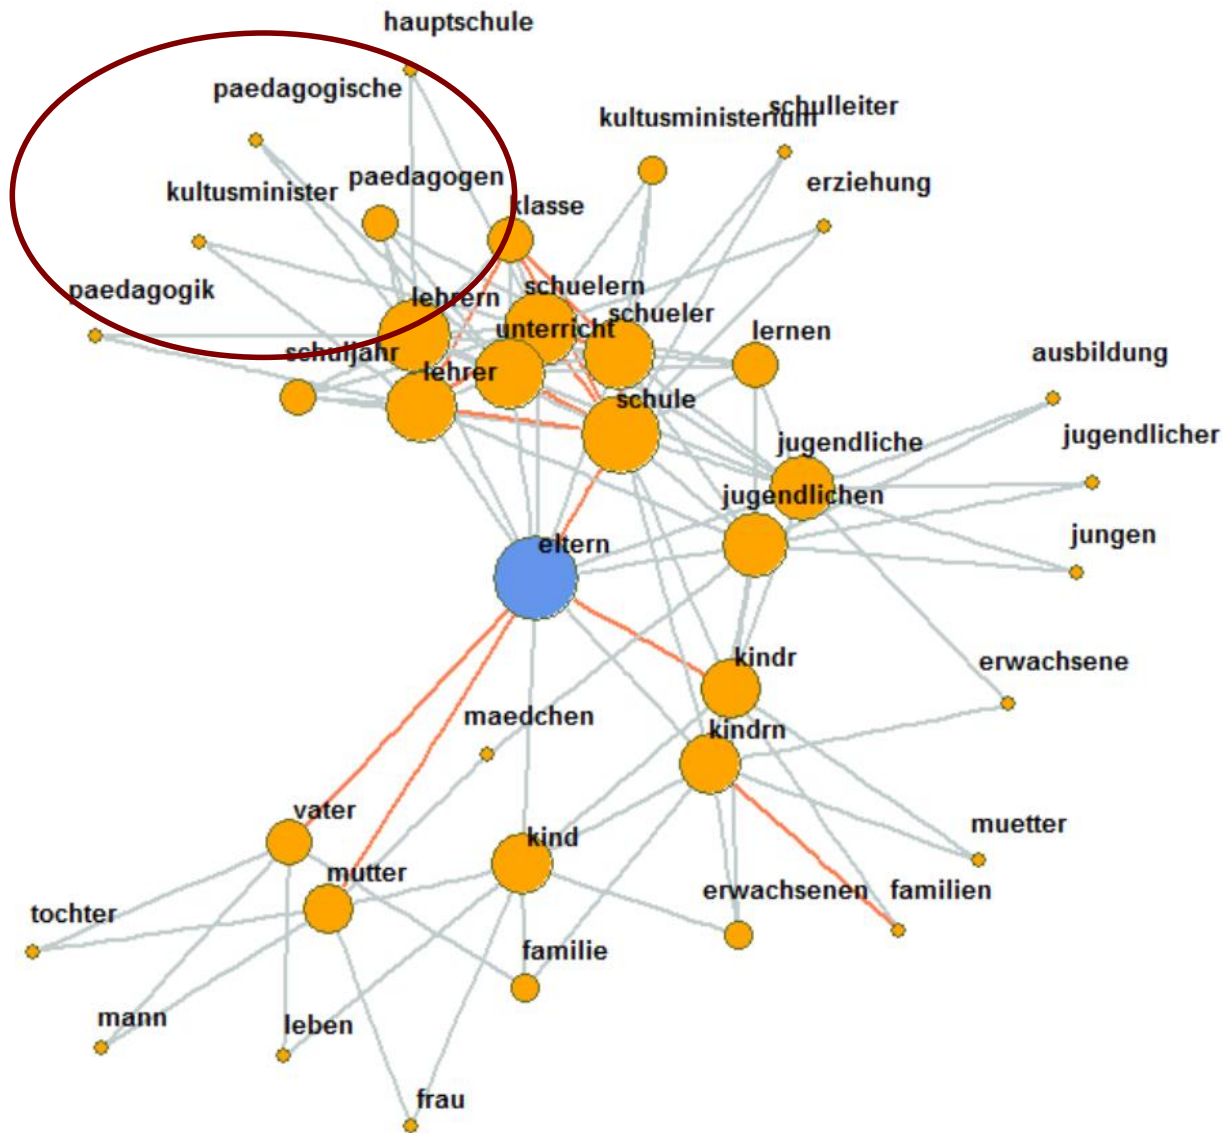 hauptschule
paedagogische
kultusministerium
schulleiter
kultusminister
paedagogen
erziehung
klasse
paedagogik
lehrern
schuelern
schueler
unterricht
lernen
schuljahr
lehrer
ausbildung
schule
jugendliche
jugendlicher
jugendlichen
eltern
jungen
kindr
erwachsene
maedchen
kindrn
vater
kind
muetter
mutter
erwachsenen
familien
tochter
familie
mann
leben
frau